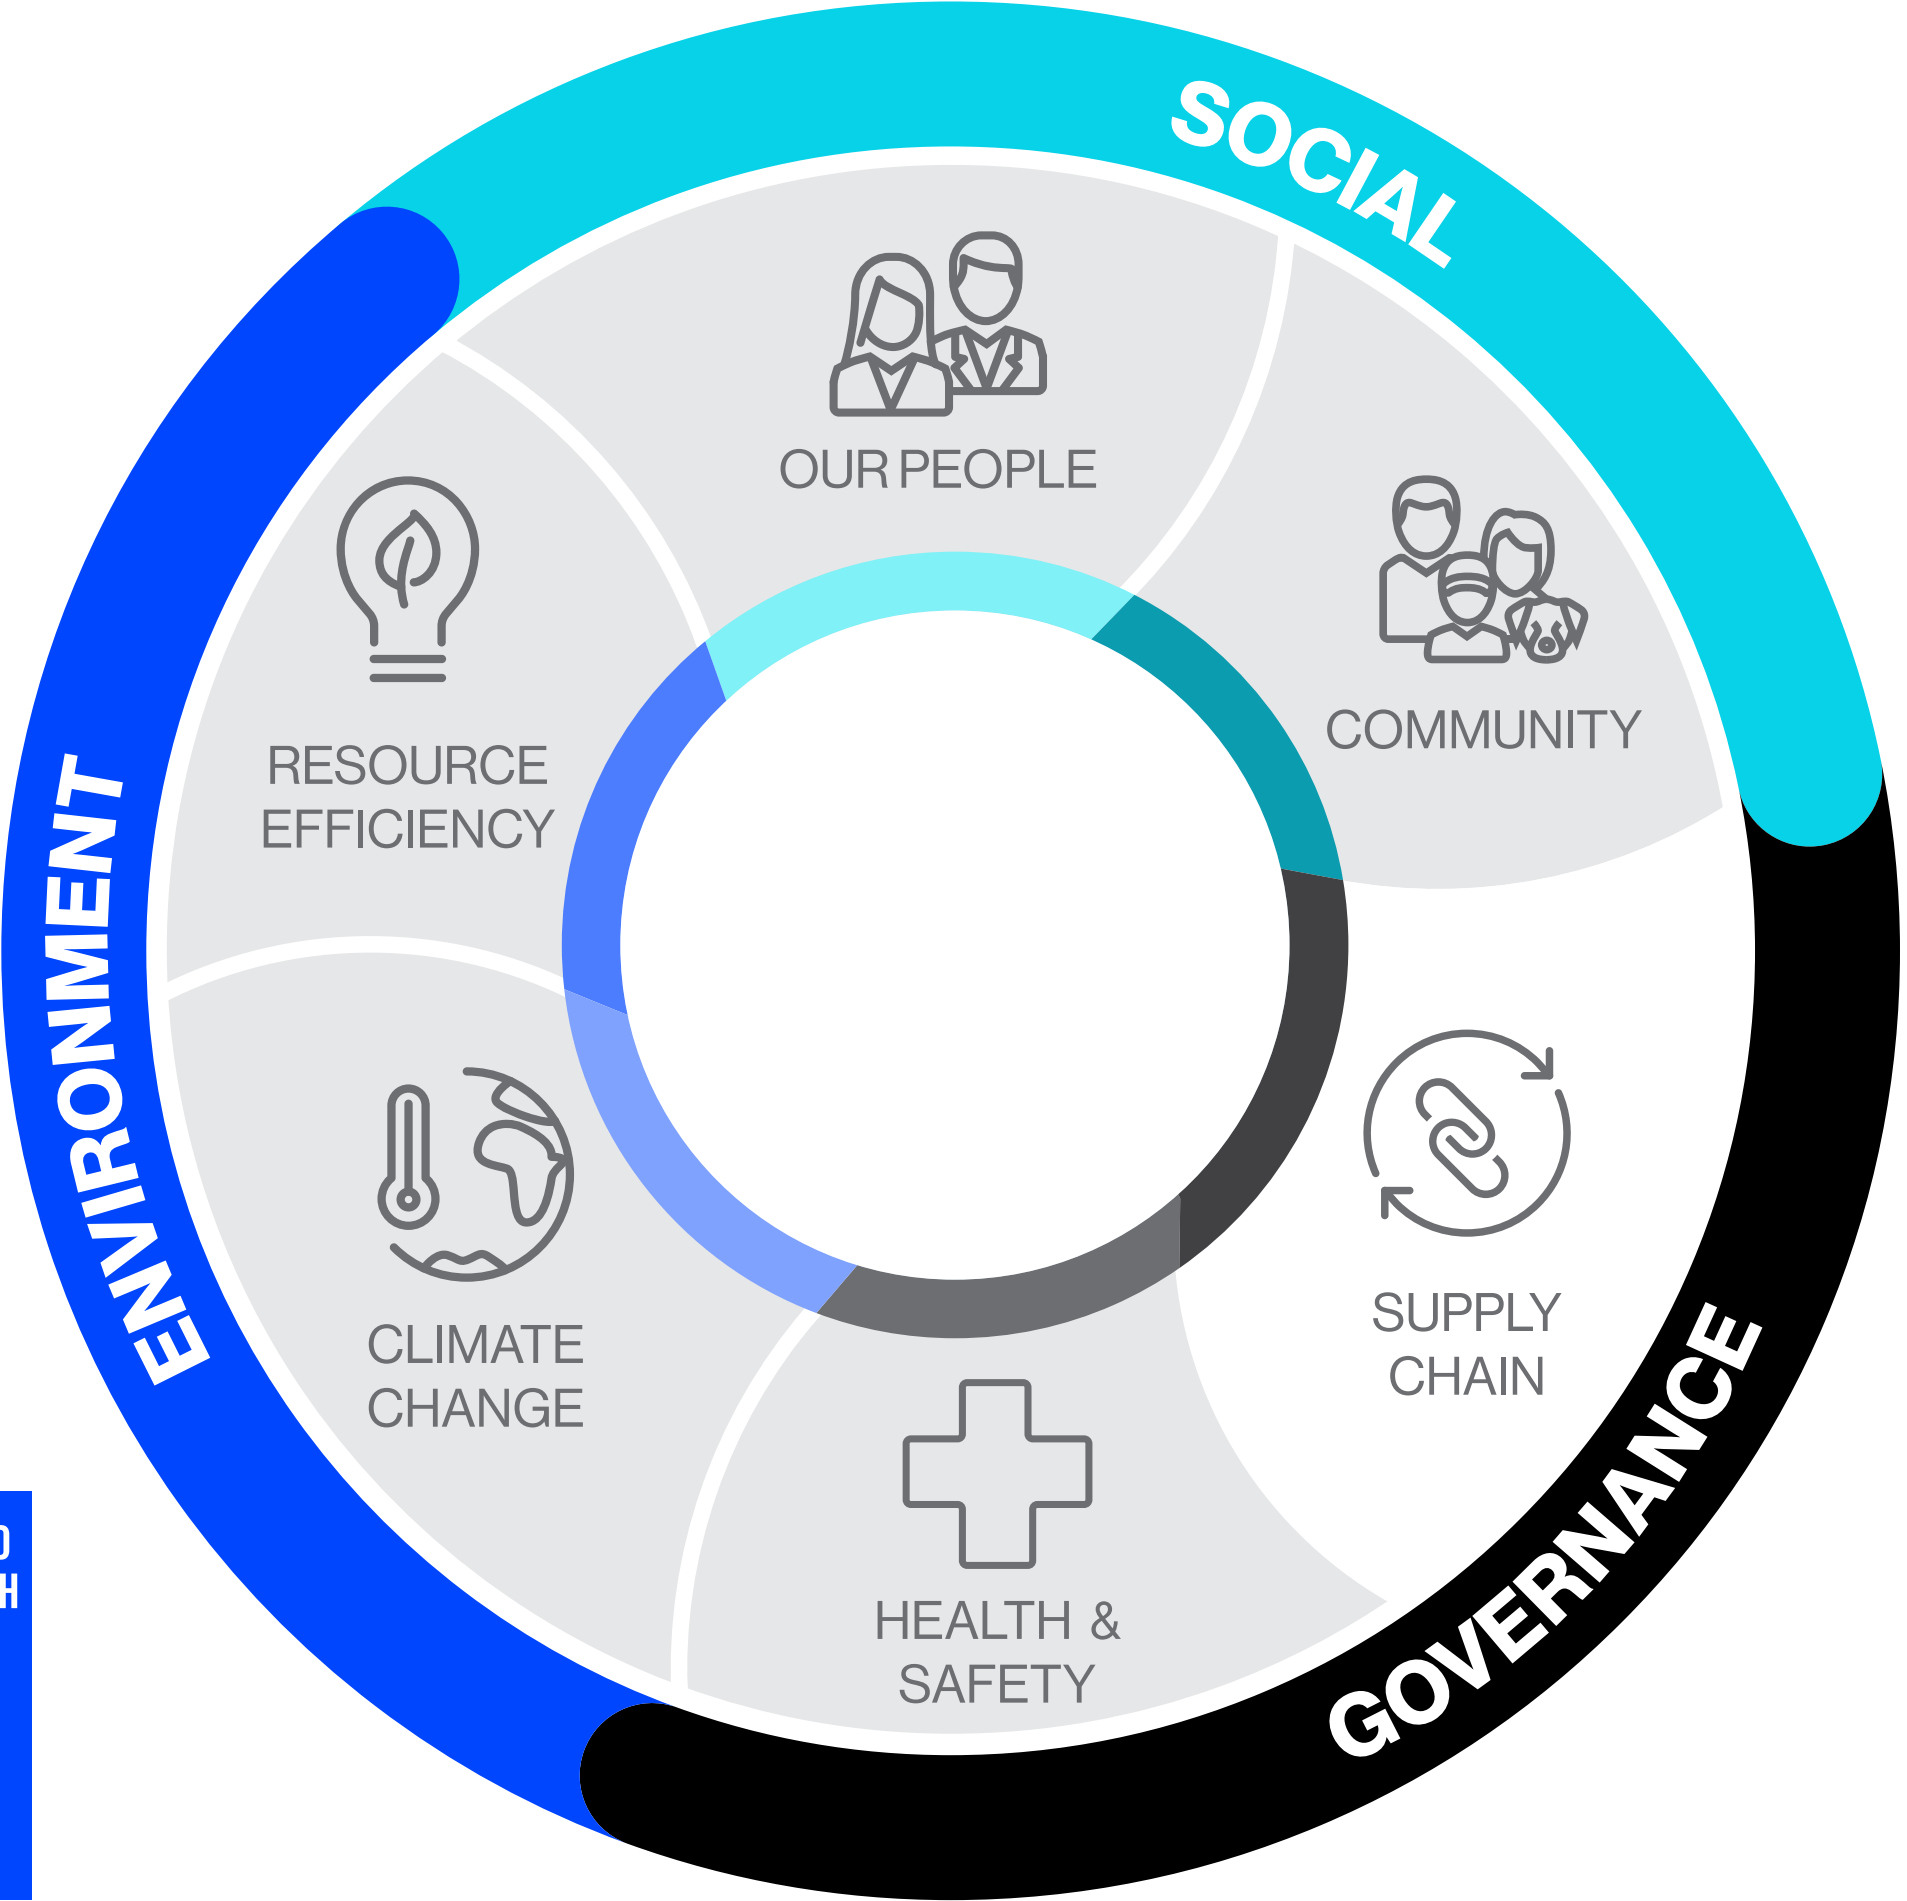 SOCIAL
OUR PEOPLE
COMMUNITY
RESOURCE
EFFICIENCY
ENVIRONMENT
CLIMATE
CHANGE
SUPPLY
CHAIN
HEALTH &
SAFETY
GOVERNANCE